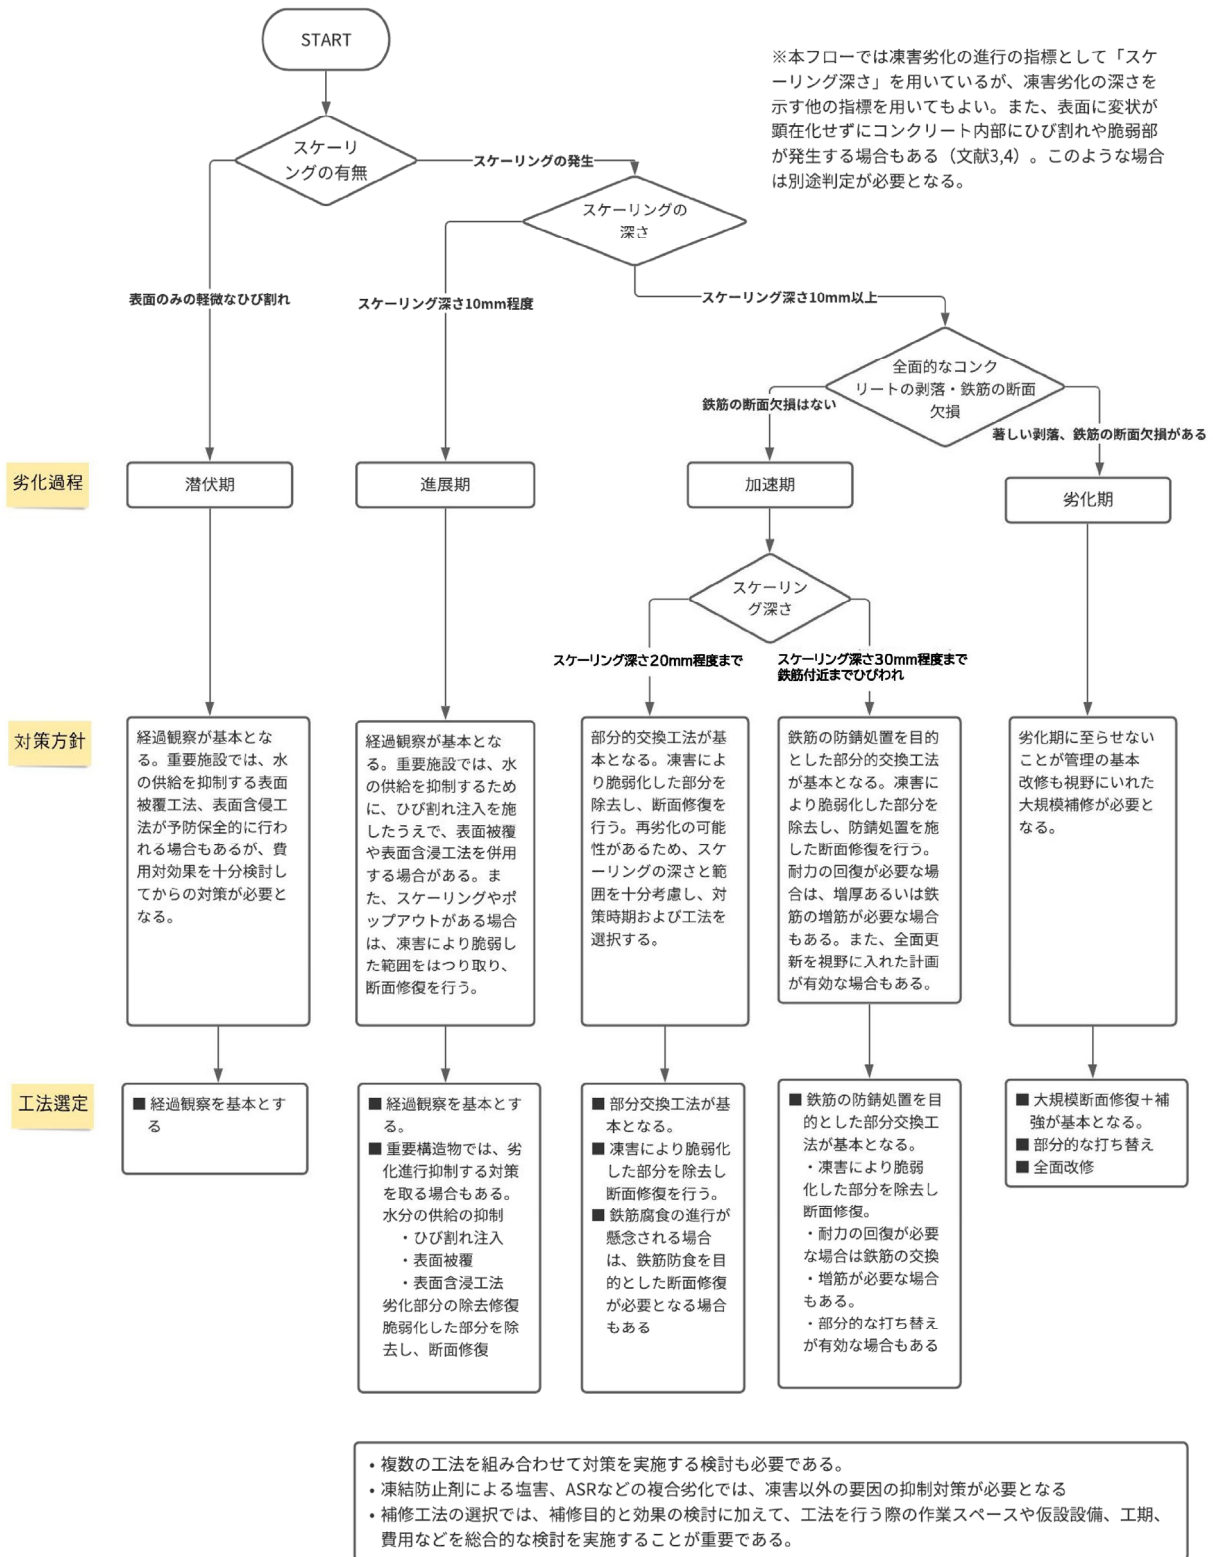 START
※本フローでは凍害劣化の進行の指標として「スケ
ーリング深さ」を用いているが、凍害劣化の深さを
示す他の指標を用いてもよい。また、表面に変状が
顕在化せずにコンクリート内部にひび割れや脆弱部
が発生する場合もある（文献3,4）。このような場合
は別途判定が必要となる。
スケーリ
ングの有無
スケーリングの発生
スケーリングの
深さ
表面のみの軽微なひび割れ
スケーリング深さ10mm程度
スケーリング深さ10mm以上
全面的なコンク
リートの剥落・鉄筋の断面
欠損
鉄筋の断面欠損はない
著しい剥落、鉄筋の断面欠損がある
劣化過程
潜伏期
進展期
加速期
劣化期
スケーリン
グ深さ
スケーリング深さ20mm程度まで
スケーリング深さ30mm程度まで
鉄筋付近までひびわれ
対策方針
経過観察が基本とな
る。重要施設では、水
の供給を抑制する表面
被覆工法、表面含侵工
法が予防保全的に行わ
れる場合もあるが、費
用対効果を十分検討し
てからの対策が必要と
なる。
経過観察が基本とな
る。重要施設では、水
の供給を抑制するため
に、ひび割れ注入を施
したうえで、表面被覆
や表面含浸工法を併用
する場合がある。ま
た、スケーリングやポ
ップアウトがある場合
は、凍害により脆弱し
た範囲をはつり取り、
断面修復を行う。
部分的交換工法が基
本となる。凍害によ
り脆弱化した部分を
除去し、断面修復を
行う。再劣化の可能
性があるため、スケ
ーリングの深さと範
囲を十分考慮し、対
策時期および工法を
選択する。
鉄筋の防錆処置を目的
とした部分的交換工法
が基本となる。凍害に
より脆弱化した部分を
除去し、防錆処置を施
した断面修復を行う。
耐力の回復が必要な場
合は、増厚あるいは鉄
筋の増筋が必要な場合
もある。また、全面更
新を視野に入れた計画
が有効な場合もある。
劣化期に至らせない
ことが管理の基本
改修も視野にいれた
大規模補修が必要と
なる。
工法選定
■ 経過観察を基本とす
る
■ 経過観察を基本とす
る。
■ 重要構造物では、劣
化進行抑制する対策
を取る場合もある。
水分の供給の抑制
・ひび割れ注入
・表面被覆
・表面含浸工法
劣化部分の除去修復
脆弱化した部分を除
去し、断面修復
■ 部分交換工法が基
本となる。
■ 凍害により脆弱化
した部分を除去し
断面修復を行う。
■ 鉄筋腐食の進行が
懸念される場合
は、鉄筋防食を目
的とした断面修復
が必要となる場合
もある
■ 鉄筋の防錆処置を目
的とした部分交換工
法が基本となる。
・凍害により脆弱
化した部分を除去し
断面修復。
・耐力の回復が必要
な場合は鉄筋の交換
・増筋が必要な場合
もある。
・部分的な打ち替え
が有効な場合もある
■ 大規模断面修復＋補
強が基本となる。
■ 部分的な打ち替え
■ 全面改修
• 複数の工法を組み合わせて対策を実施する検討も必要である。
• 凍結防止剤による塩害、ASRなどの複合劣化では、凍害以外の要因の抑制対策が必要となる
• 補修工法の選択では、補修目的と効果の検討に加えて、工法を行う際の作業スペースや仮設設備、工期、
費用などを総合的な検討を実施することが重要である。